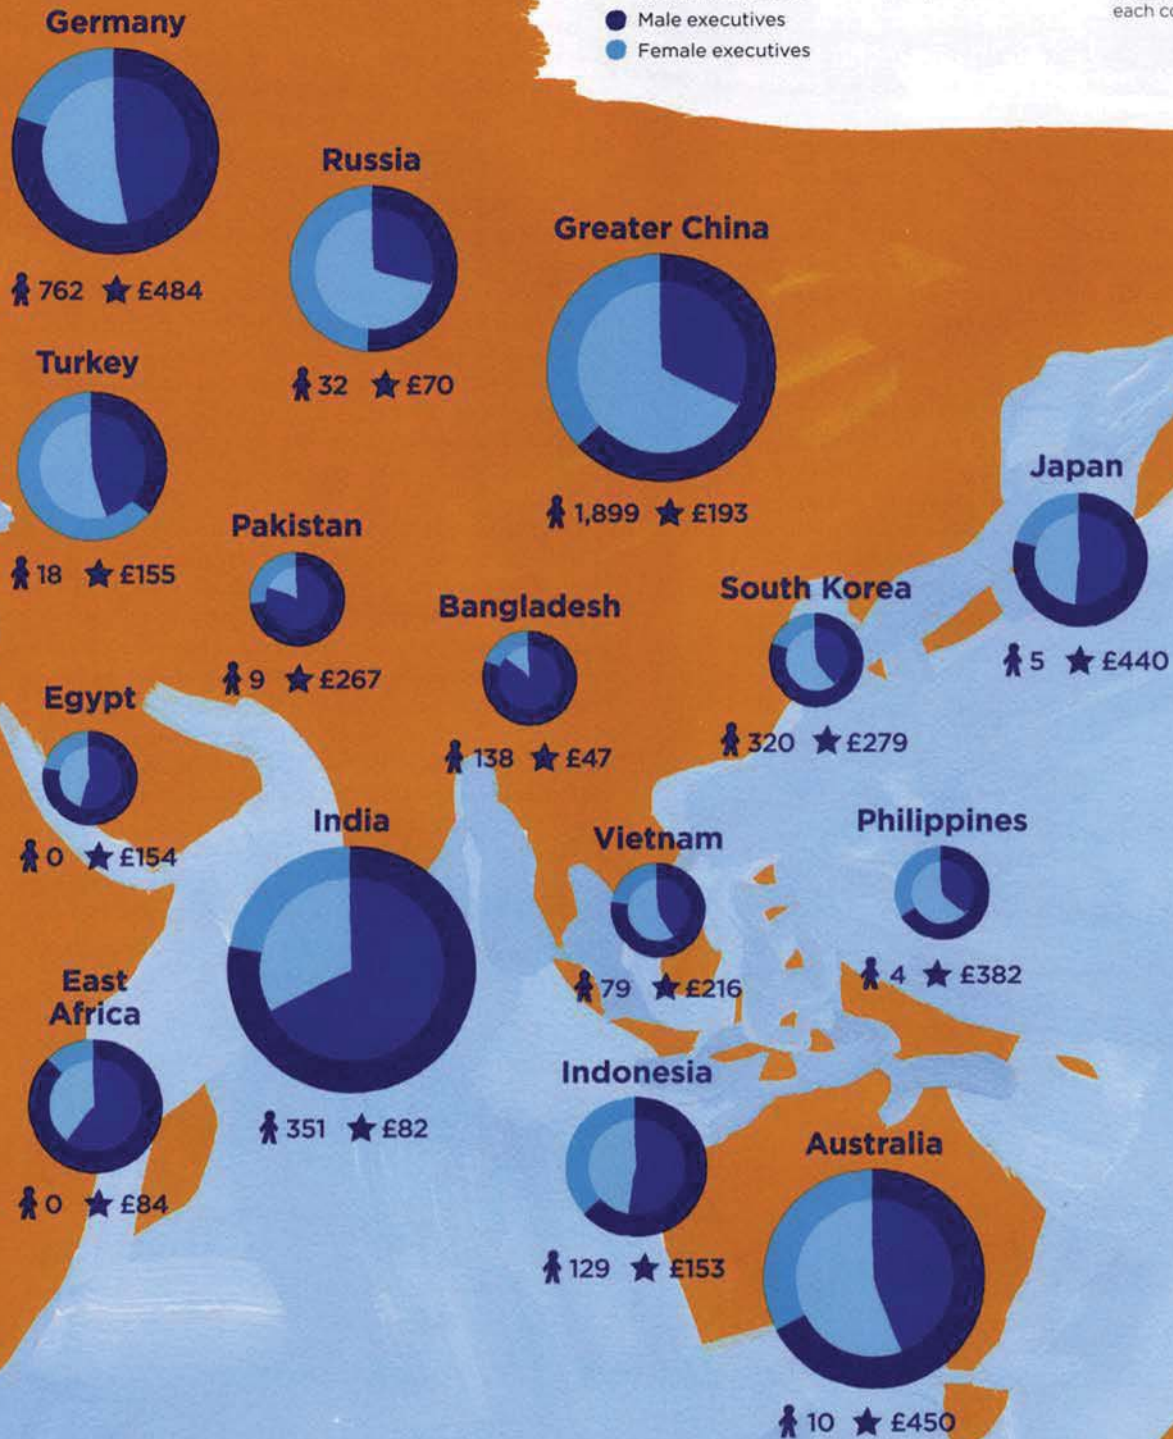 Male executives
Female executives
each
Germany
762 £484
Russia
32 £70
Greater China
1,899 £193
Turkey
18 £155
Pakistan
9 £267
Bangladesh
138 £47
South Korea
320 £279
Japan
5 £440
Egypt
0 £154
India
351 £82
Vietnam
79 £216
Philippines
4 £382
East
Africa
0 £84
Indonesia
129 £153
Australia
10 £450